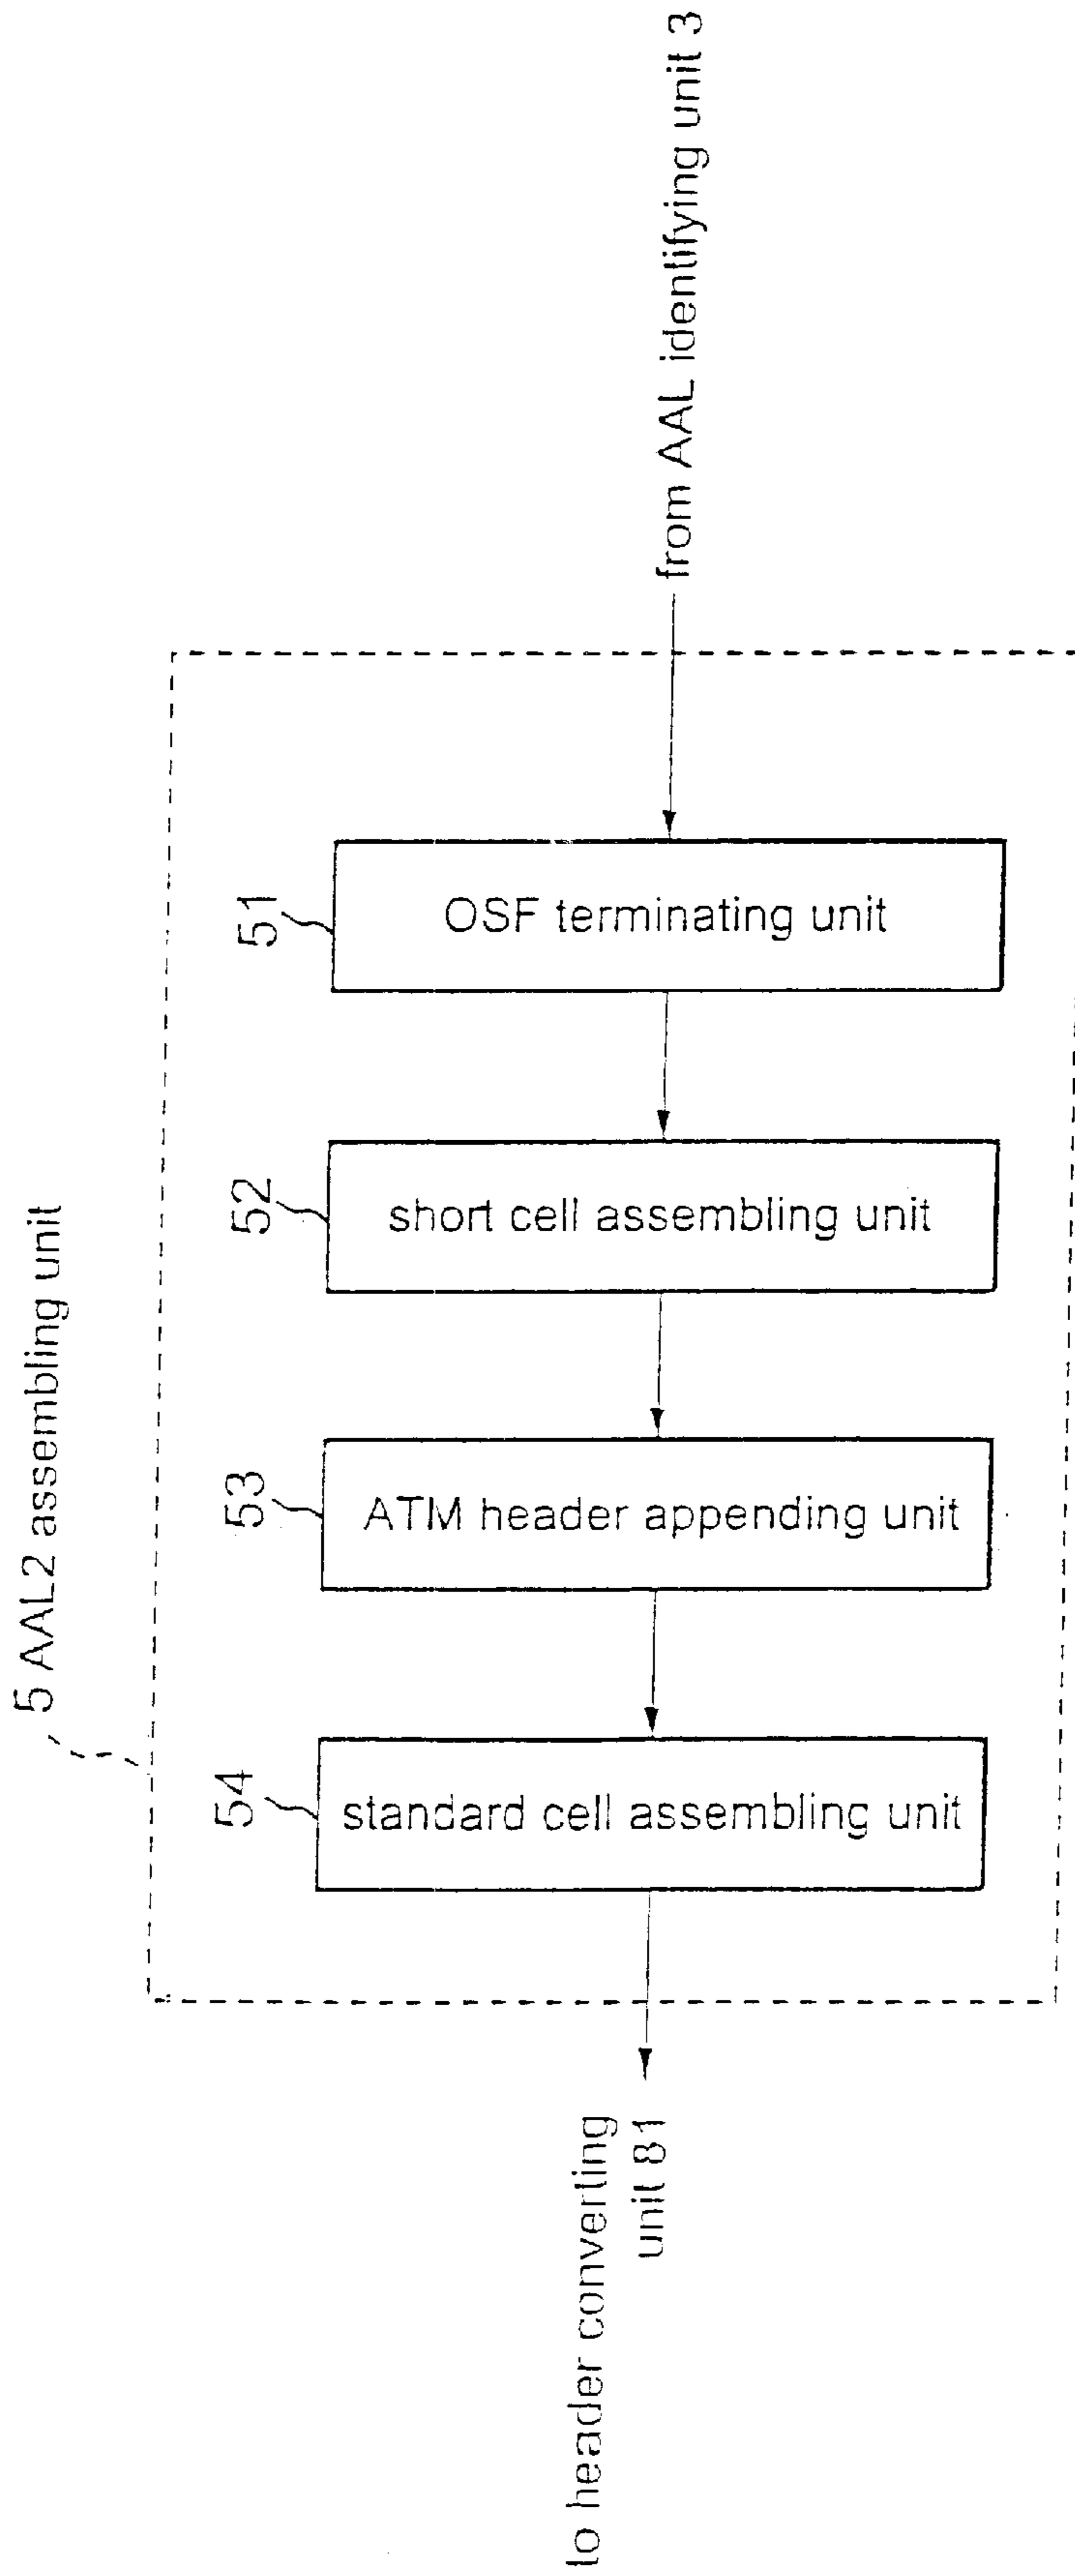 5 AAL2 assembling unit
51
OSF terminating unit
from AAL identifying unit 3
52
short cell assembling unit
53
ATM header appending unit
54
standard cell assembling unit
to header converting
unit 81